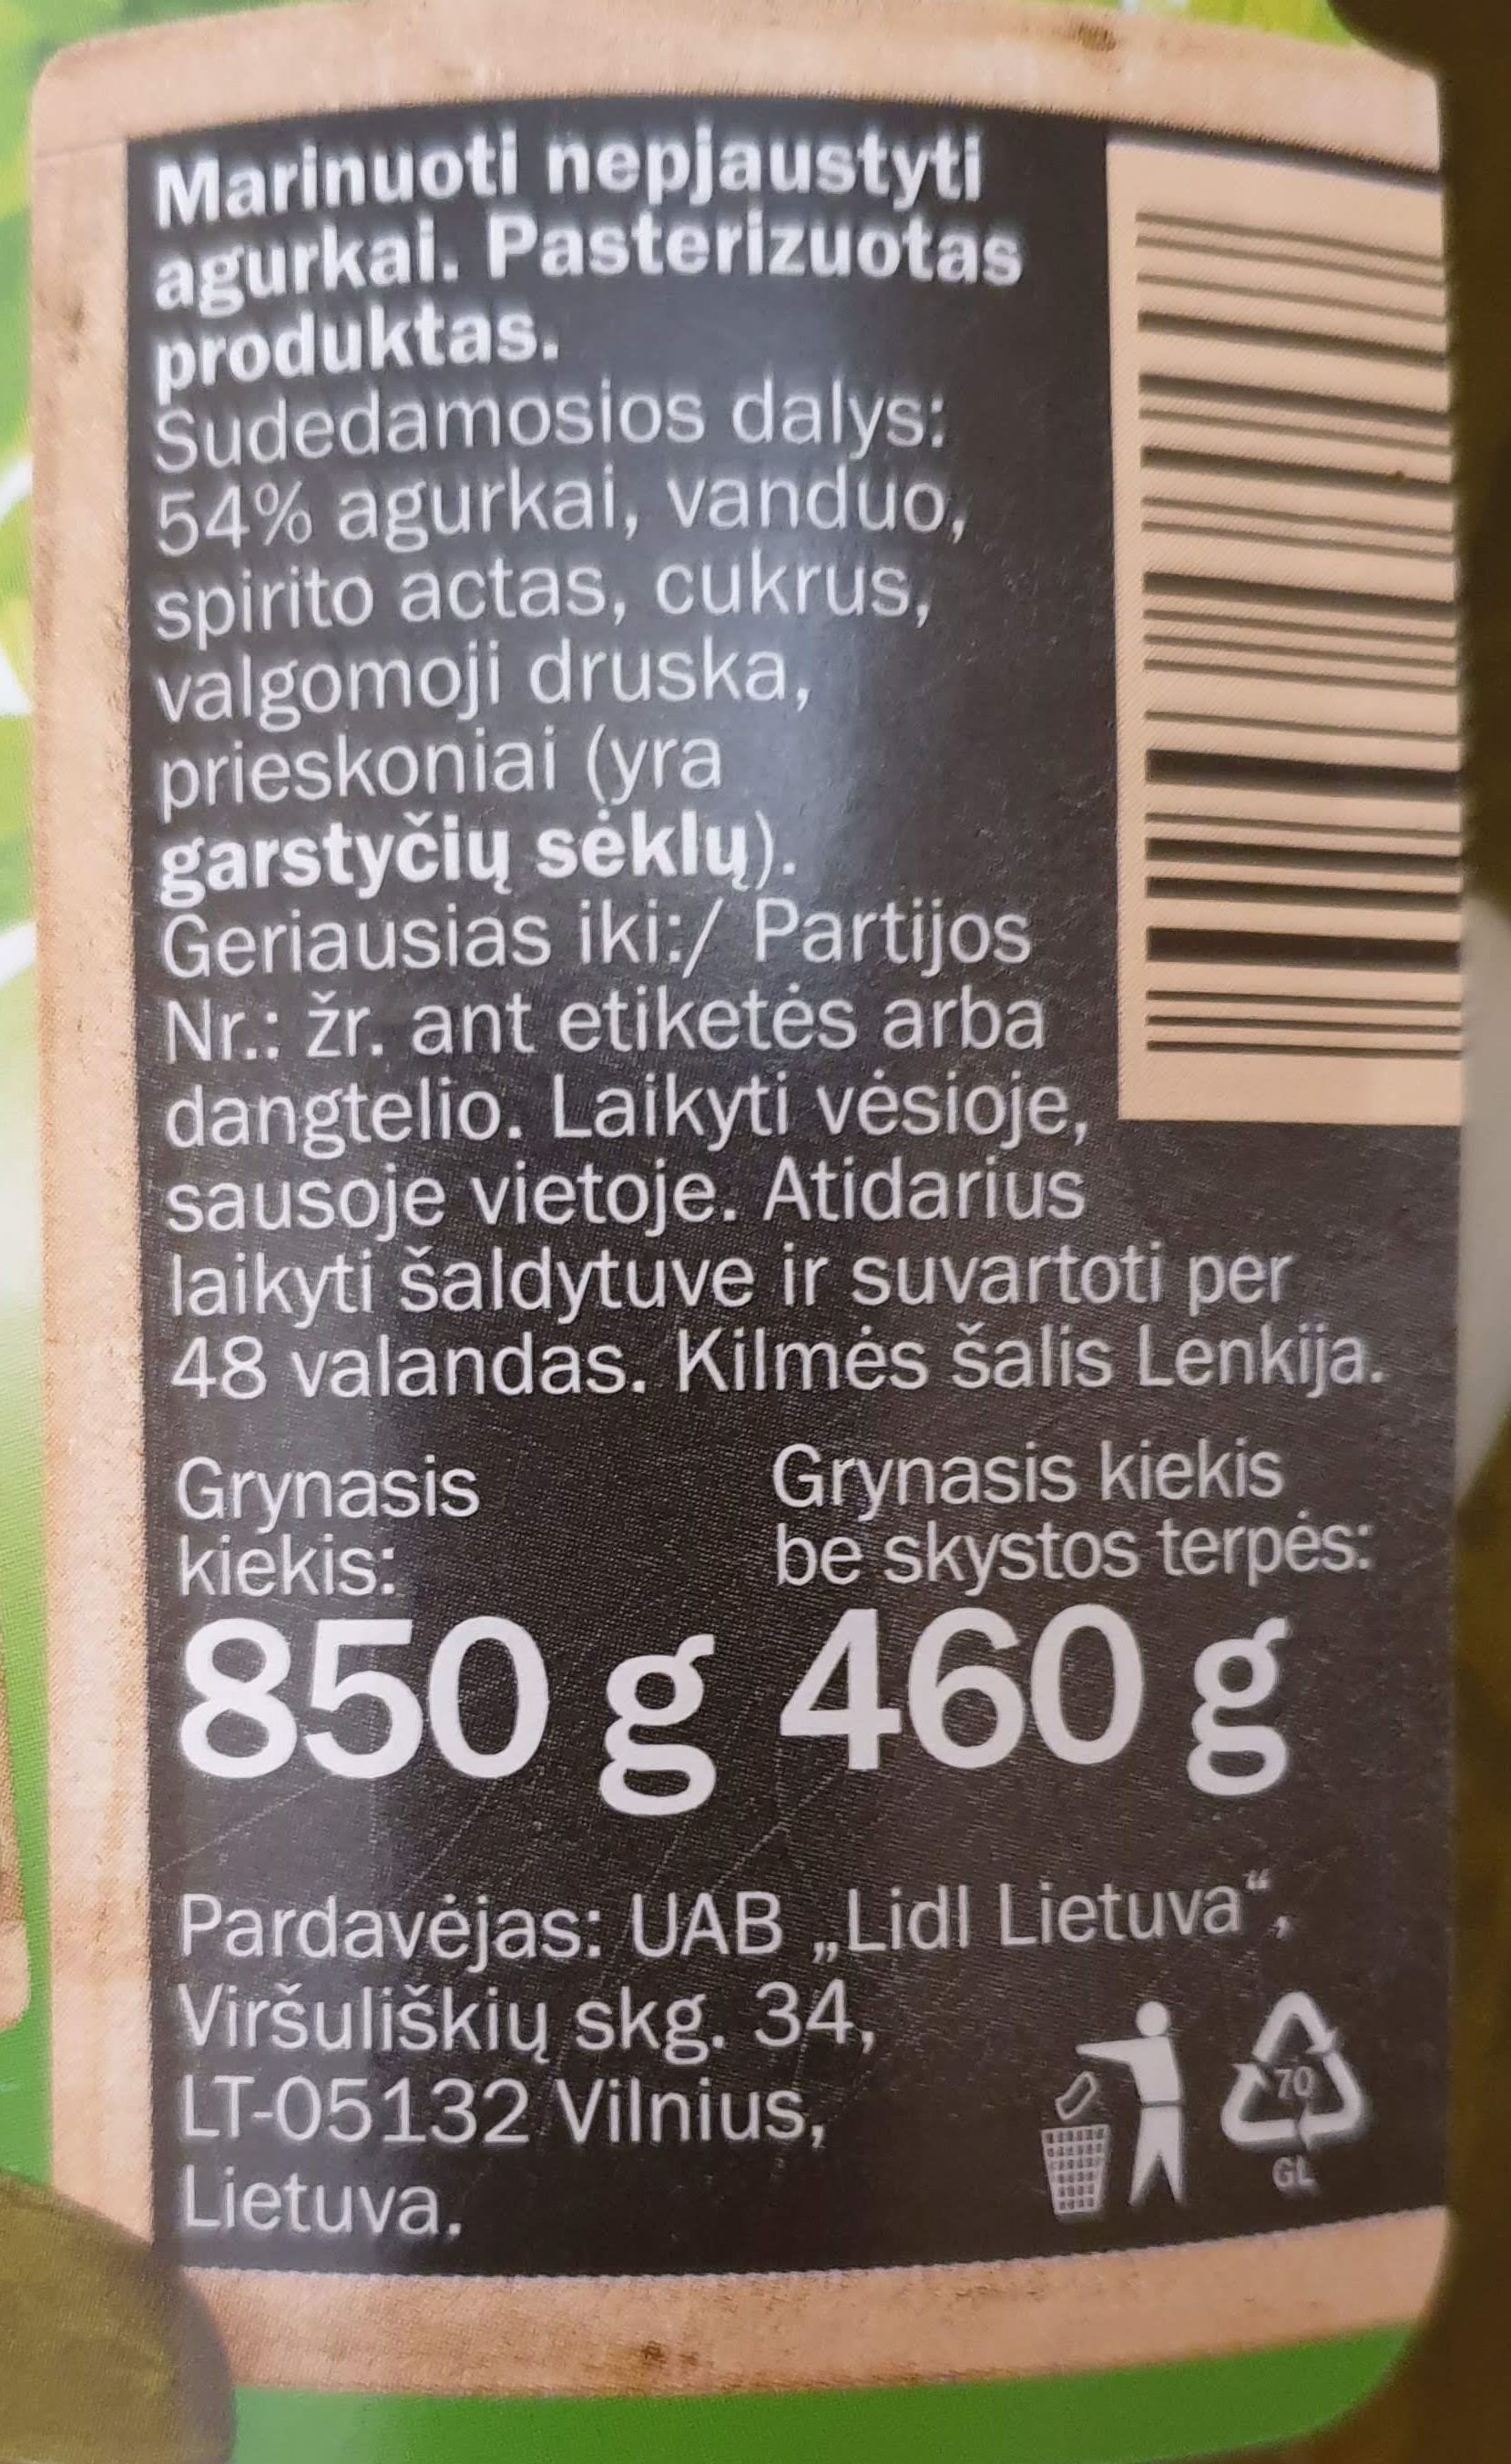 Marinuoti nepjaustyti
agurkai. Pasterizuotas
produktas.
Sudedamosios dalys:
54% agurkai, vanduo,
spirito actas, cukrus,
valgomoji druska,
prieskoniai (yra
garstyčių sėklų).
Geriausias iki:/ Partijos
Nr.: žr. ant etiketės arba
dangtelio. Laikyti vėsioje,
sausoje vietoje. Atidarius
laikyti šaldytuve ir suvartoti per
48 valandas. Kilmės šalis Lenkija.
Grynasis
kiekis:
850 g
Grynasis kiekis
be skystos terpės:
460 g
Pardavėjas: UAB „Lidl Lietuva“,
Viršuliškių skg. 34,
LT-05132 Vilnius,
Lietuva.
70
GL